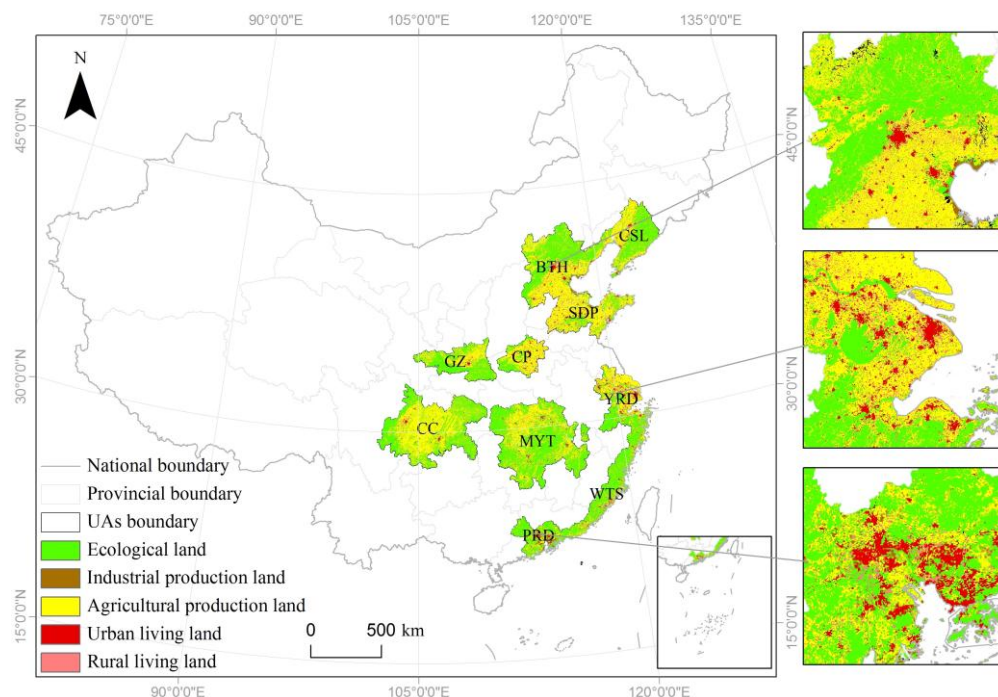 75°0'0"E
90°0'0"E
105°0'0"E
120°0'0"E
135°0'0"E
N
45°0'0"N
45°0'0"N
CSL
BTH
SDP
30°0'0"N
GZ
CP
30°0'0"N
YRD
CC
MYT
WTS
PRD
National boundary
Provincial boundary
UAs boundary
Ecological land
Industrial production land
Agricultural production land
Urban living land
Rural living land
15°0'0"N
0 500 km
15°0'0"N
90°0'0"E
105°0'0"E
120°0'0"E